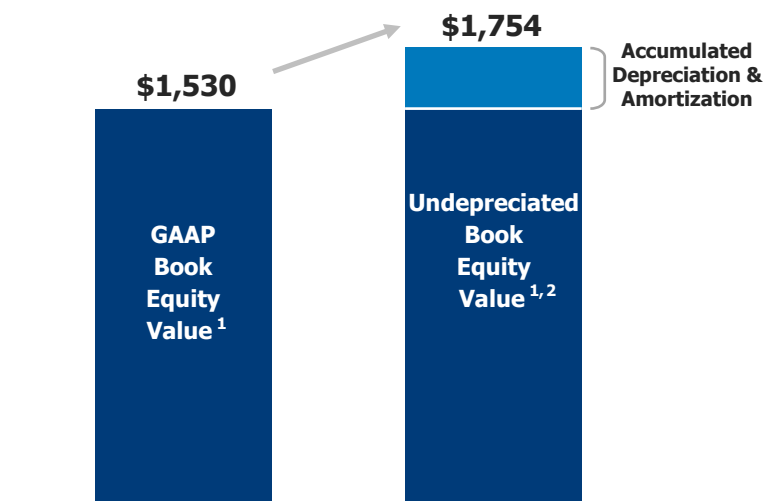 $1,754
Accumulated
Depreciation &
Amortization
$1,530
GAAP
Book
Equity
Value 1
Undepreciated
Book
Equity
Value 1, 2